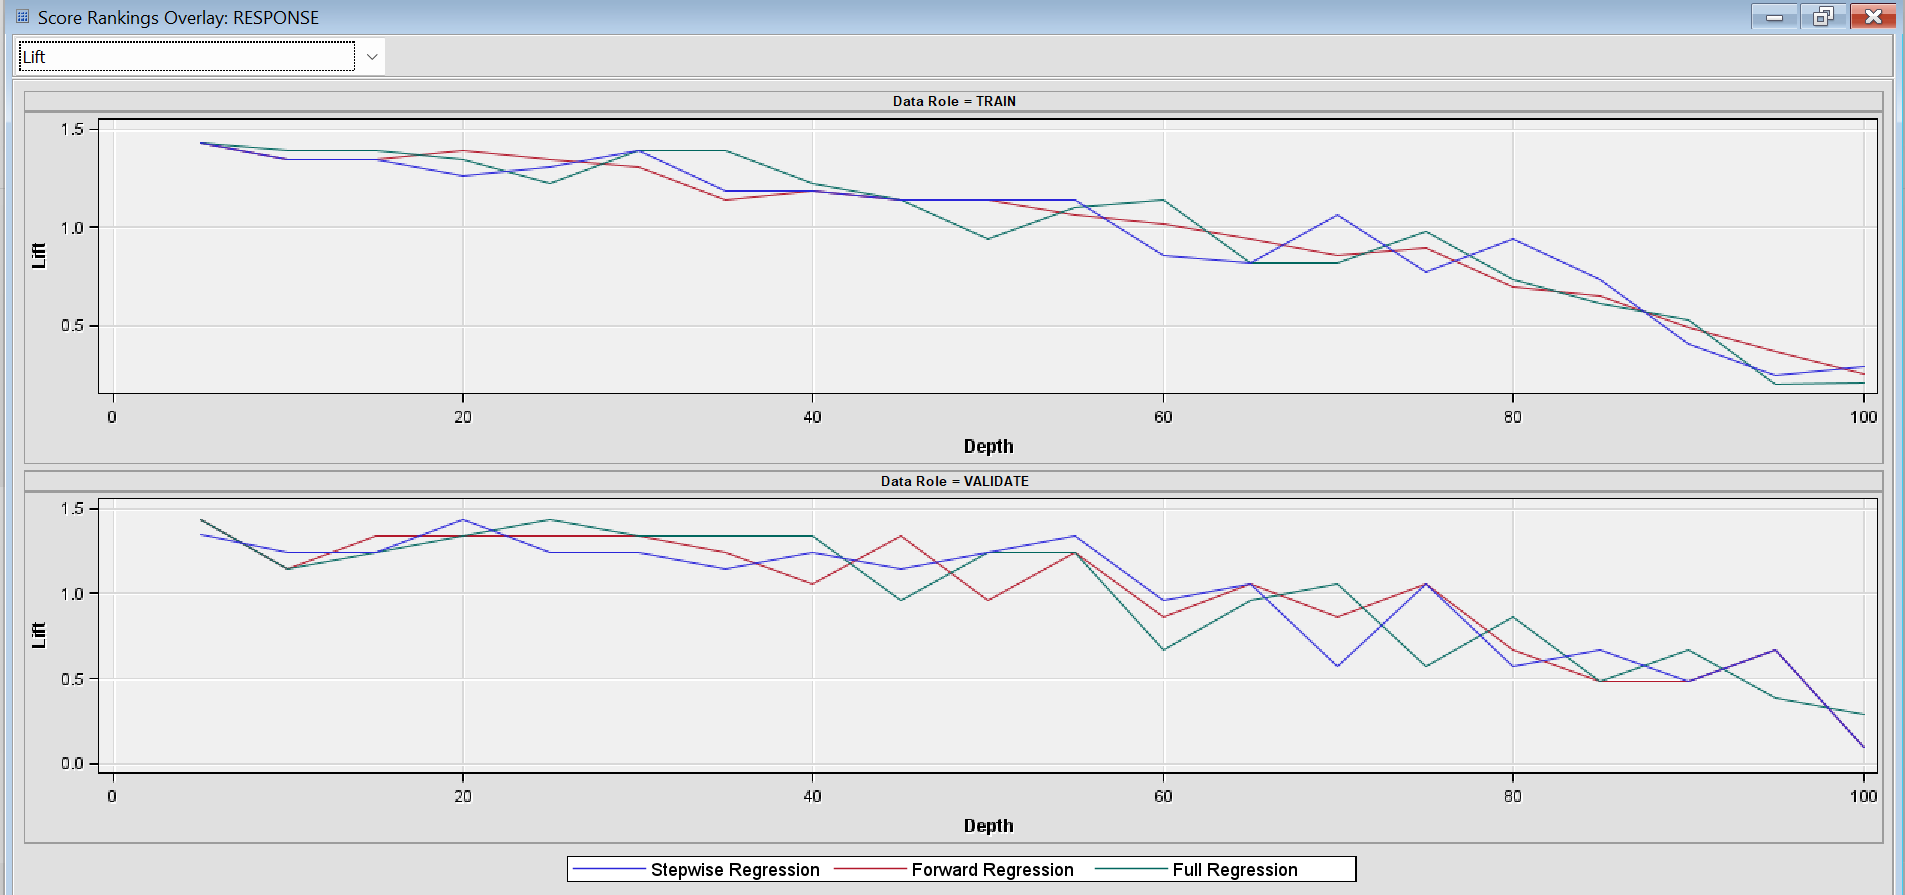 Score Rankings Overlay: RESPONSE
Lift
Data Role = TRAIN
1.5
1.0
0.5
Lift
0 20 40 60 80 100
Depth
Data Role = VALIDATE
1.5
1.0
0.5
0.0
Lift
0 20 40 60 80 100
Depth
Stepwise Regression Forward Regression Full Regression